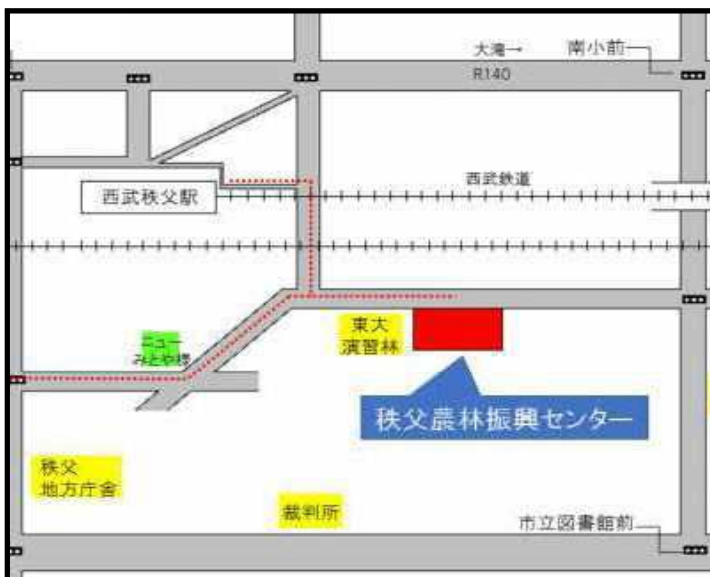 大滝→
南小前
R140
西武鉄道
西武秩父駅
ニュー
みとや様
東大
演習林
秩父農林振興センター
秩父
地方庁舎
裁判所
市立図書館前